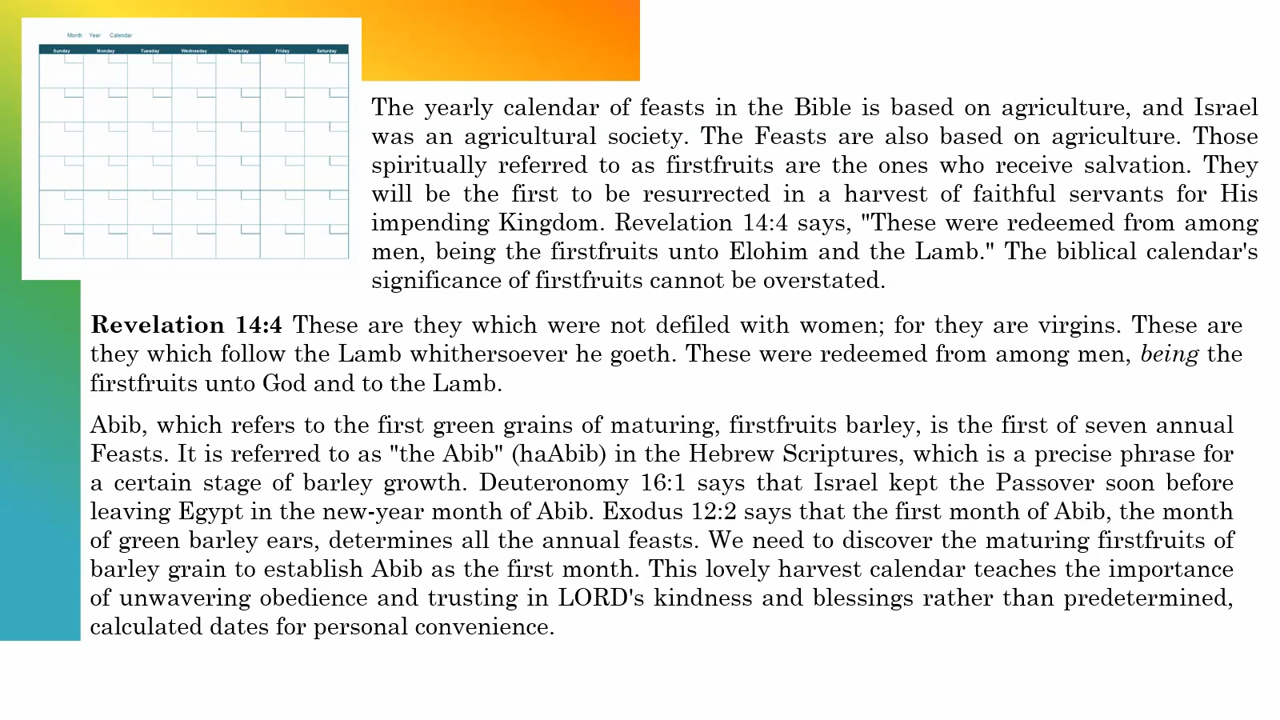 Month Year Calendar
Sunday Monday Tuesday Wednesday Thursday Friday Saturday
The yearly calendar of feasts in the Bible is based on agriculture, and Israel
was an agricultural society. The Feasts are also based on agriculture. Those
spiritually referred to as firstfruits are the ones who receive salvation. They
will be the first to be resurrected in a harvest of faithful servants for His
impending Kingdom. Revelation 14:4 says, "These were redeemed from among
men, being the firstfruits unto Elohim and the Lamb." The biblical calendar's
significance of firstfruits cannot be overstated.
Revelation 14:4 These are they which were not defiled with women; for they are virgins. These are
they which follow the Lamb whithersoever he goeth. These were redeemed from among men, being the
firstfruits unto God and to the Lamb.
Abib, which refers to the first green grains of maturing, firstfruits barley, is the first of seven annual
Feasts. It is referred to as "the Abib" (haAbib) in the Hebrew Scriptures, which is a precise phrase for
a certain stage of barley growth. Deuteronomy 16:1 says that Israel kept the Passover soon before
leaving Egypt in the new-year month of Abib. Exodus 12:2 says that the first month of Abib, the month
of green barley ears, determines all the annual feasts. We need to discover the maturing firstfruits of
barley grain to establish Abib as the first month. This lovely harvest calendar teaches the importance
of unwavering obedience and trusting in LORD's kindness and blessings rather than predetermined,
calculated dates for personal convenience.